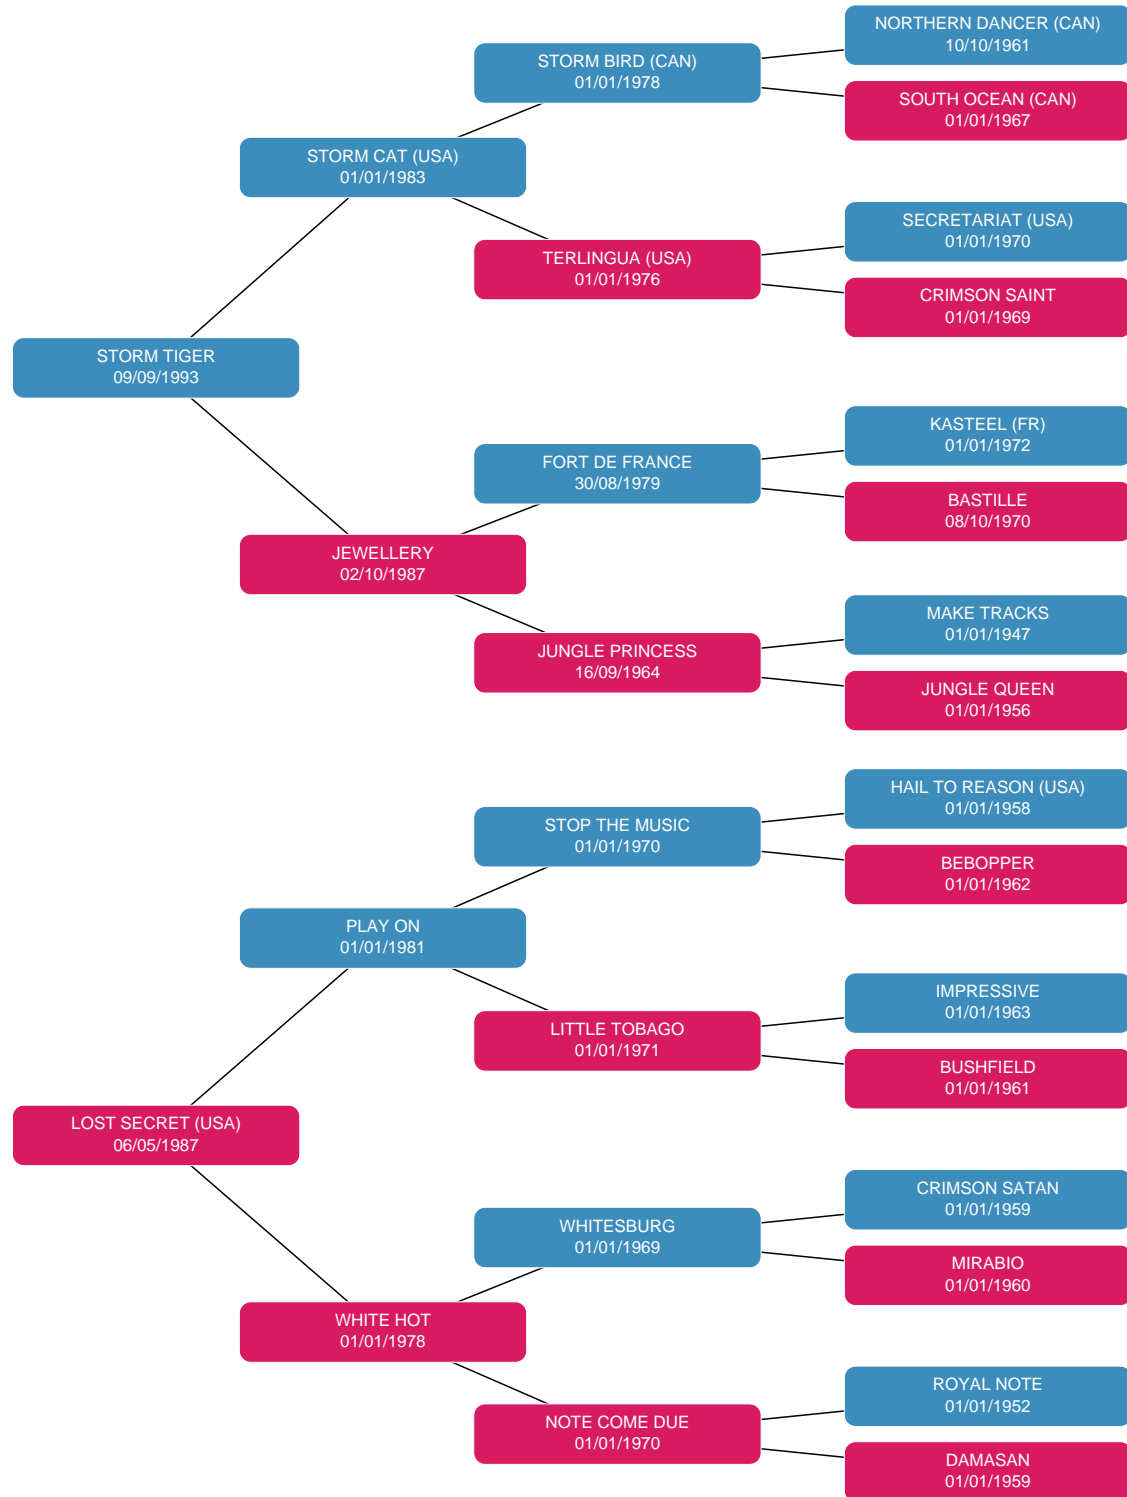 NORTHERN DANCER (CAN)
10/10/1961
STORM BIRD (CAN)
01/01/1978
SOUTH OCEAN (CAN)
01/01/1967
STORM CAT (USA)
01/01/1983
SECRETARIAT (USA)
01/01/1970
TERLINGUA (USA)
01/01/1976
CRIMSON SAINT
01/01/1969
STORM TIGER
09/09/1993
KASTEEL (FR)
01/01/1972
FORT DE FRANCE
30/08/1979
BASTILLE
08/10/1970
JEWELLERY
02/10/1987
MAKE TRACKS
01/01/1947
JUNGLE PRINCESS
16/09/1964
JUNGLE QUEEN
01/01/1956
HAIL TO REASON (USA)
01/01/1958
STOP THE MUSIC
01/01/1970
BEBOPPER
01/01/1962
PLAY ON
01/01/1981
IMPRESSIVE
01/01/1963
LITTLE TOBAGO
01/01/1971
BUSHFIELD
01/01/1961
LOST SECRET (USA)
06/05/1987
CRIMSON SATAN
01/01/1959
WHITESBURG
01/01/1969
MIRABIO
01/01/1960
WHITE HOT
01/01/1978
ROYAL NOTE
01/01/1952
NOTE COME DUE
01/01/1970
DAMASAN
01/01/1959